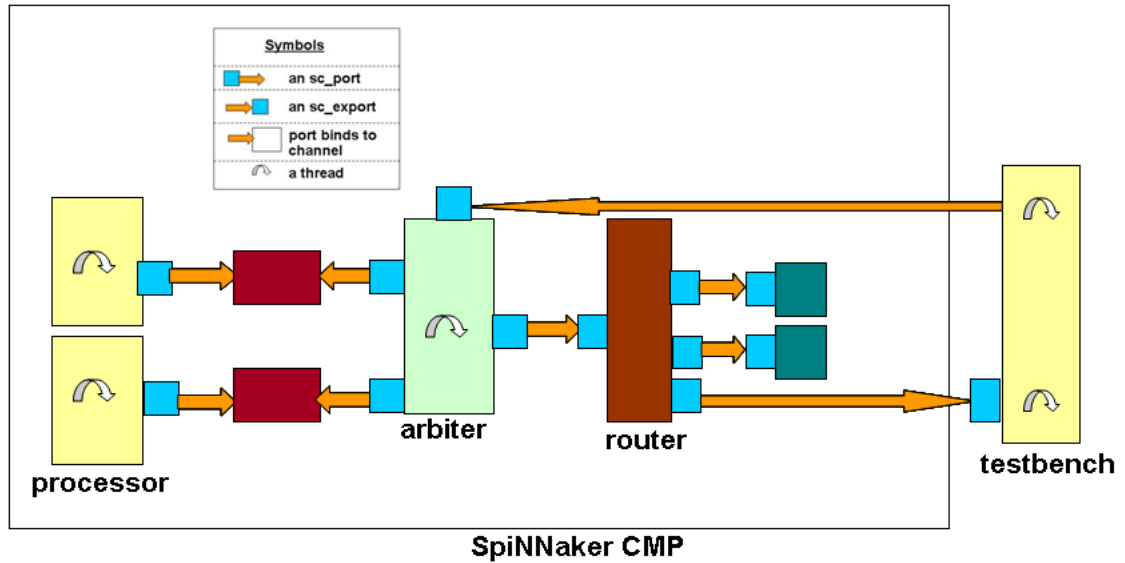 Symbols
an sc_port
an sc_export
port binds to
channel
a thread
arbiter
router
processor
testbench
SpiNNaker CMP